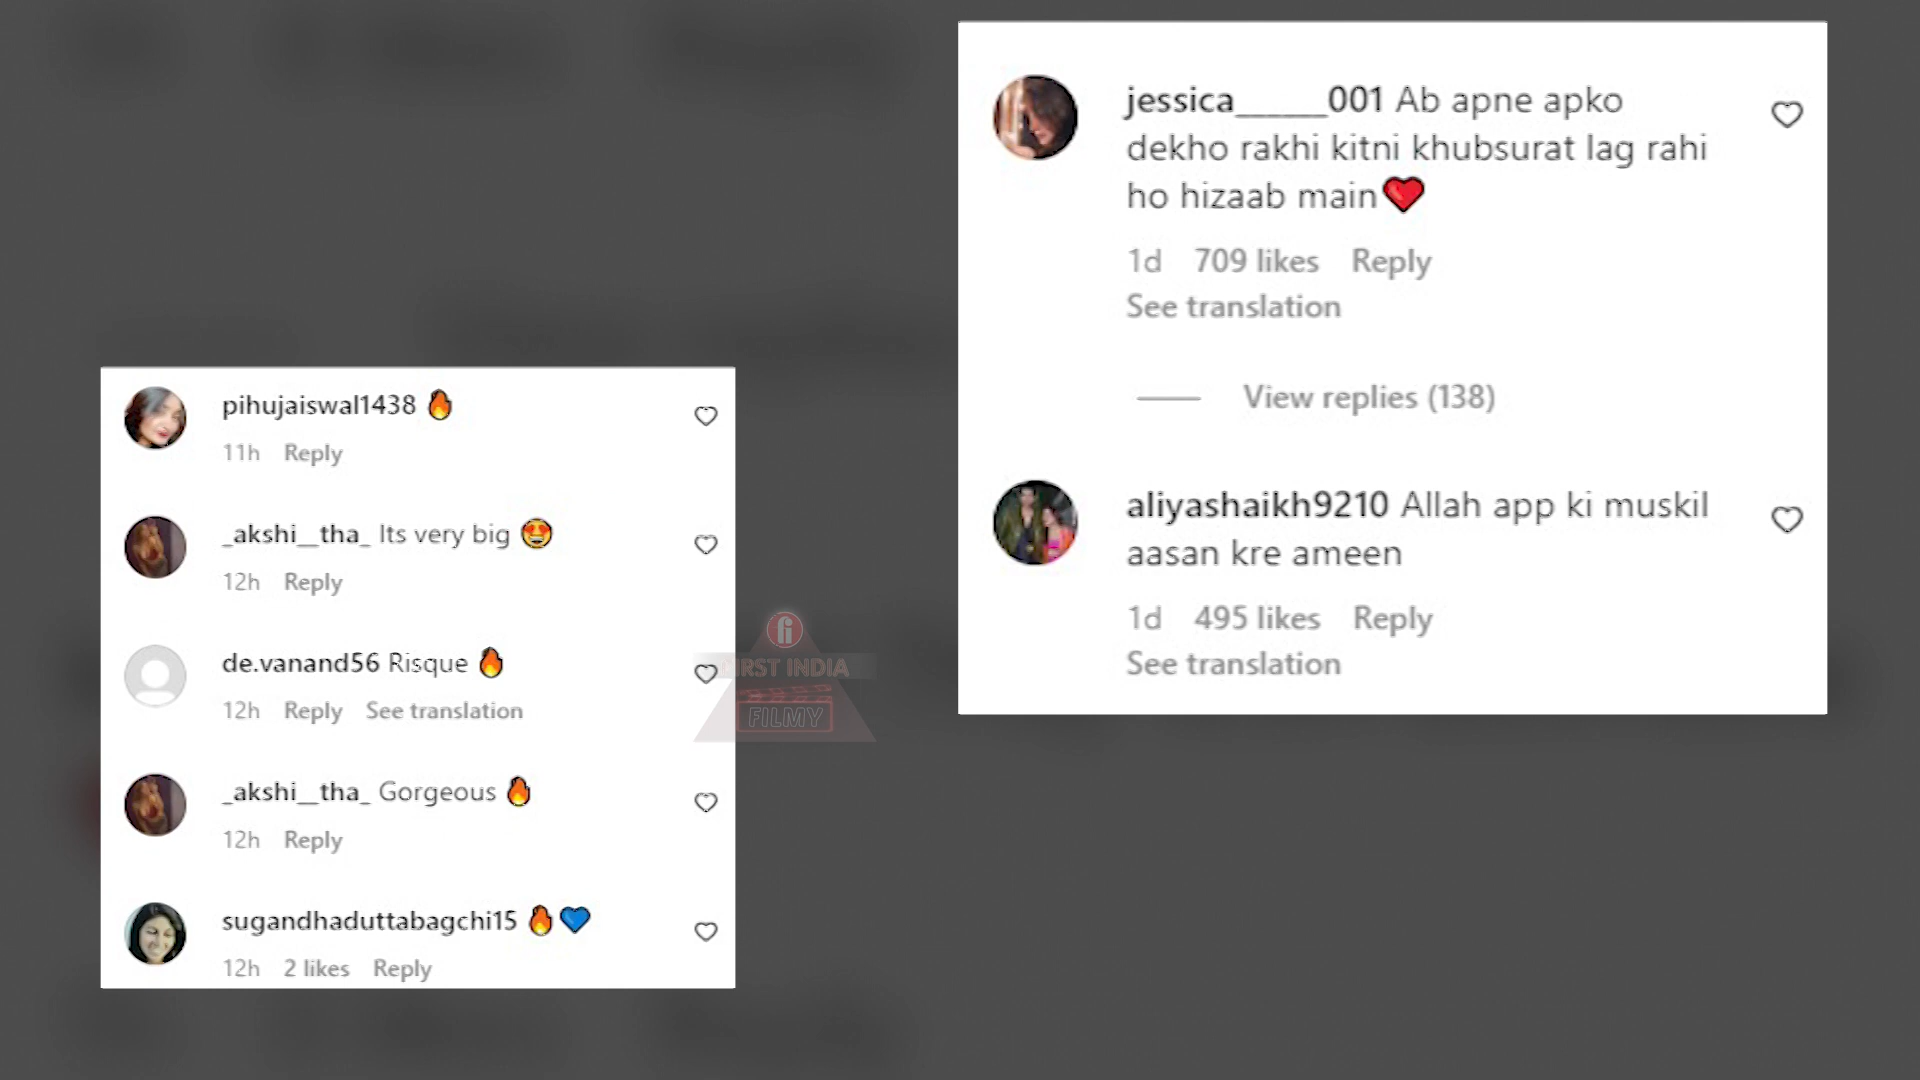 pihujaiswal1438 🔥
11h Reply
_akshi__tha_ Its very big 🤩
12h Reply
de.vanand56 Risque 🔥
12h Reply See translation
_akshi__tha_ Gorgeous 🔥
12h Reply
sugandhaduttabagchi15 🔥💙
12h 2 likes Reply
FIRST INDIA
FILMY
jessica______001 Ab apne apko
dekho rakhi kitni khubsurat lag rahi
ho hizaab main❤️
1d 709 likes Reply
See translation
View replies (138)
aliyashaikh9210 Allah app ki muskil
aasan kre ameen
1d 495 likes Reply
See translation